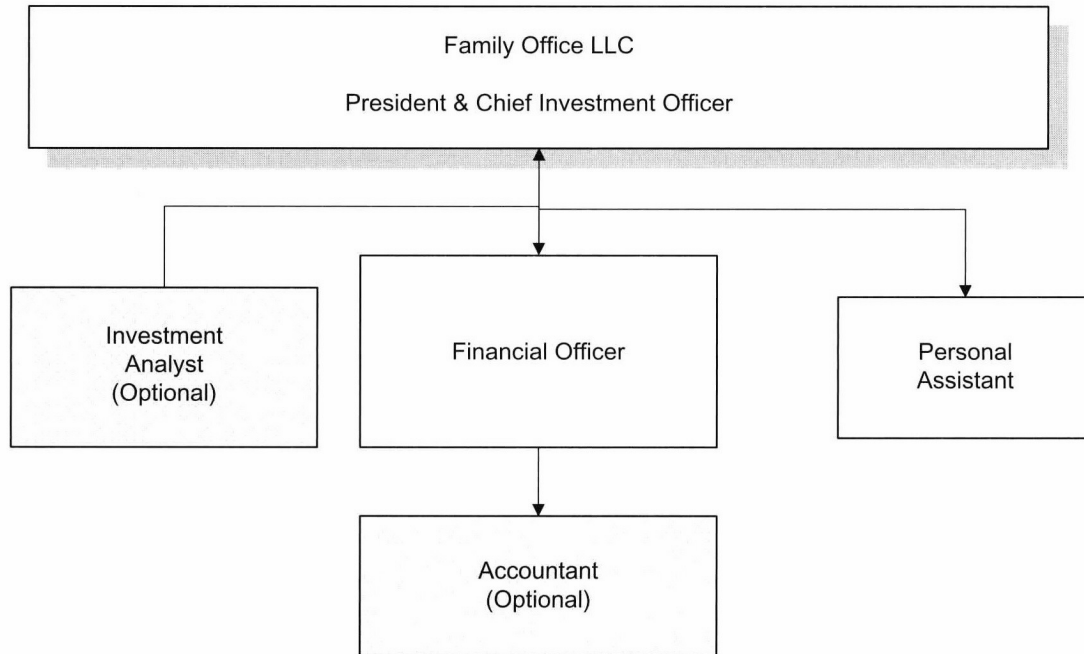 Family Office LLC
President & Chief Investment Officer
Investment
Analyst
(Optional)
Financial Officer
Personal
Assistant
Accountant
(Optional)